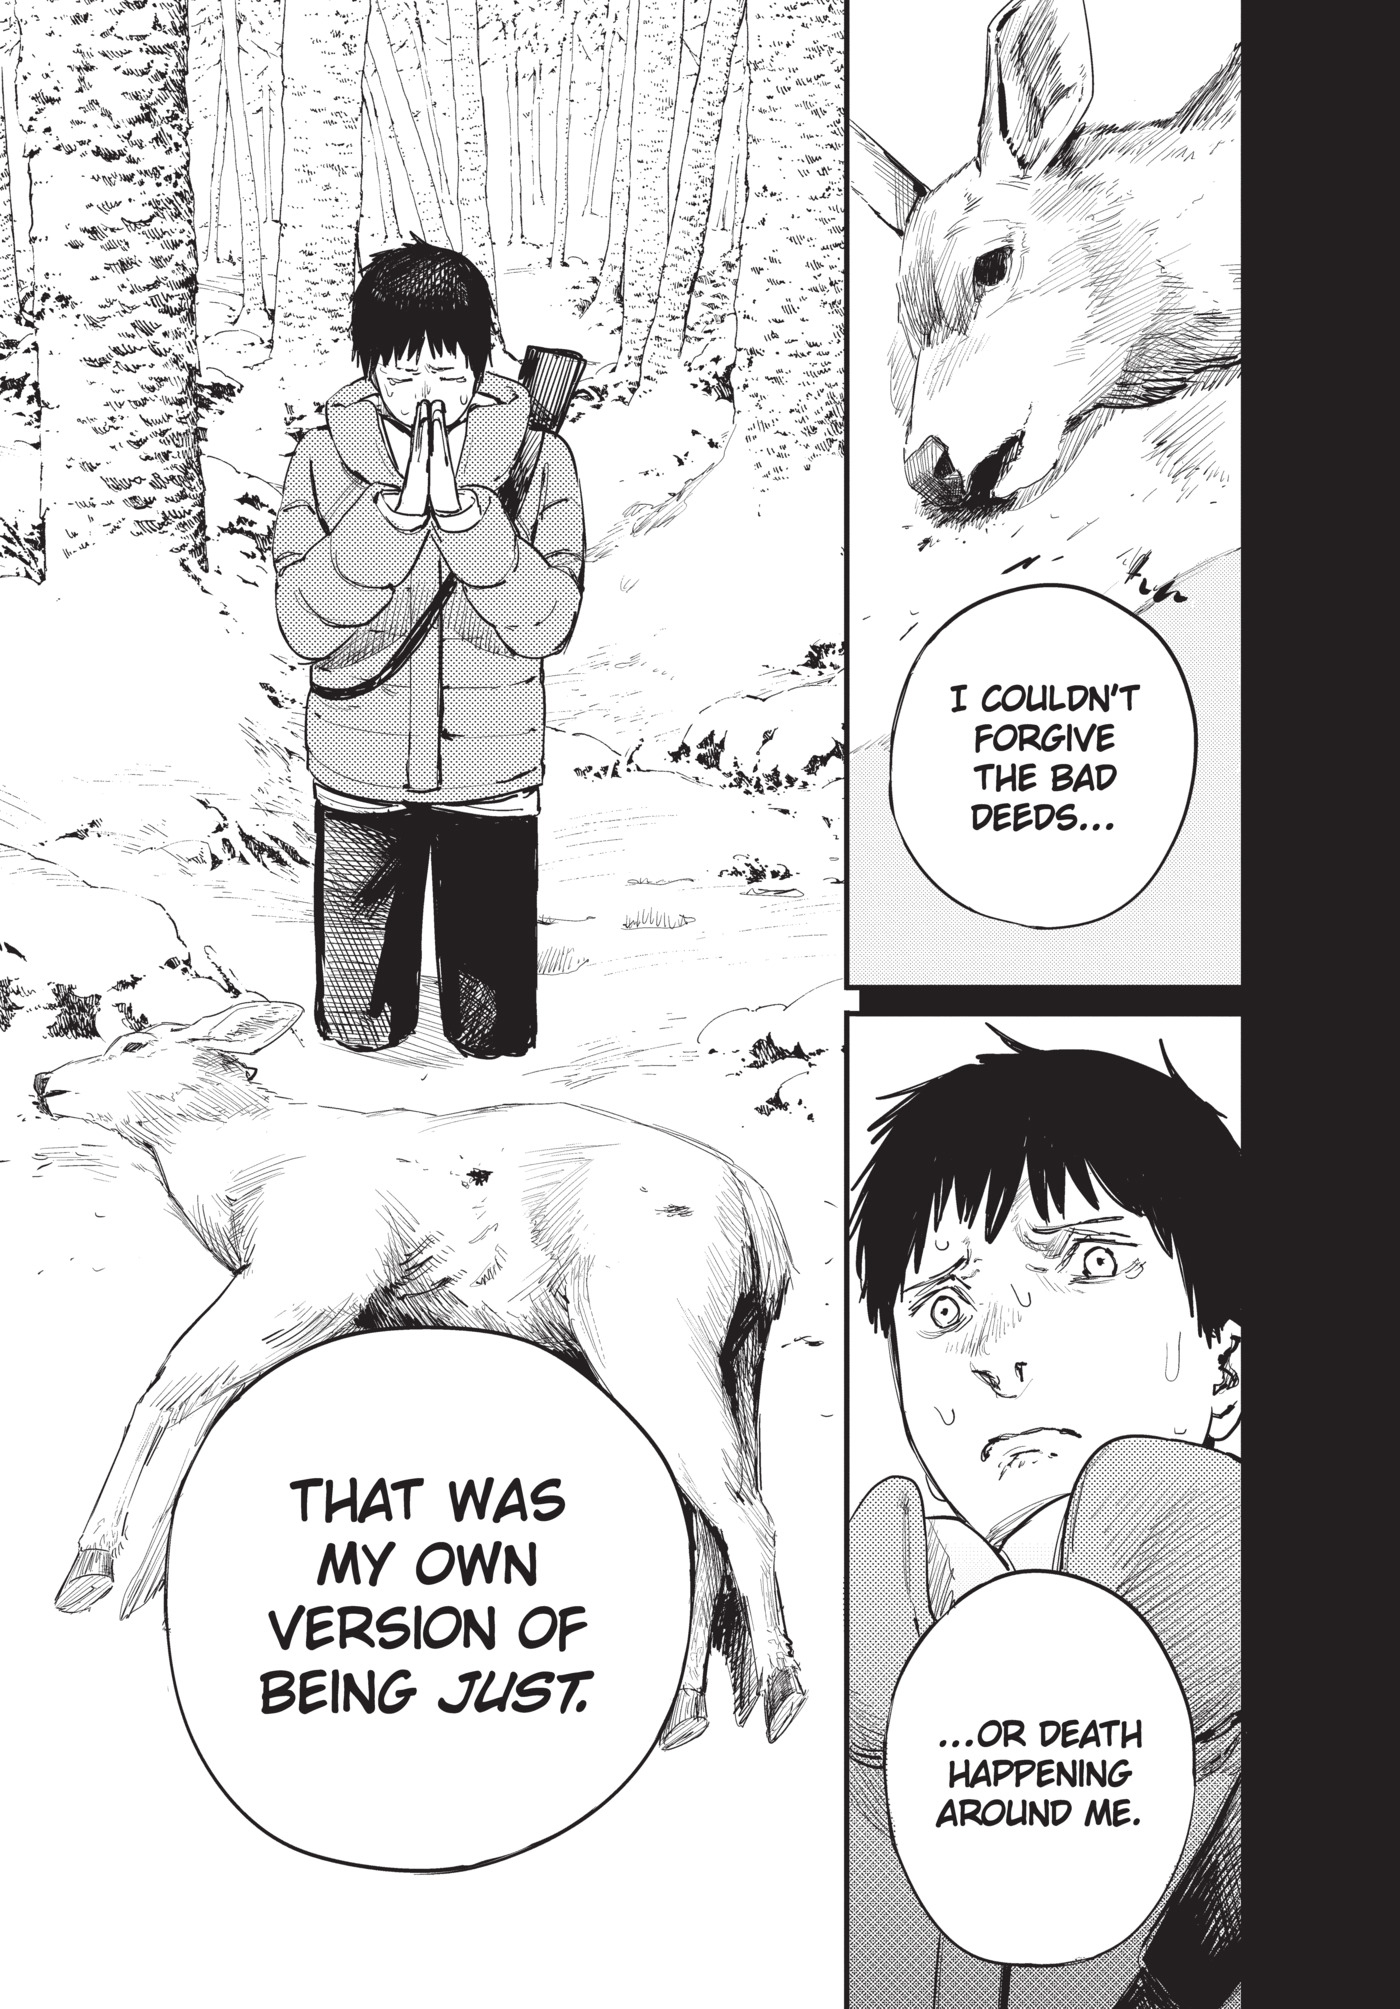 I COULDN'T
FORGIVE
THE BAD
DEEDS...
...OR DEATH
HAPPENING
AROUND ME.
THAT WAS
MY OWN
VERSION OF
BEING JUST.